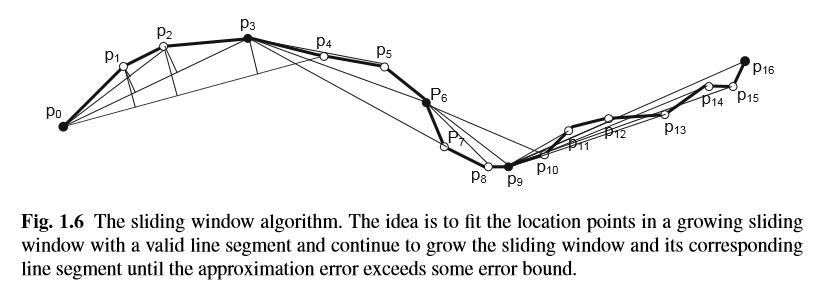 p3
p2
p4
p1
p5
p16
P6
p0
p14
p15
P7
p12
p13
p11
p8
p9
p10
Fig. 1.6 The sliding window algorithm. The idea is to fit the location points in a growing sliding
window with a valid line segment and continue to grow the sliding window and its corresponding
line segment until the approximation error exceeds some error bound.